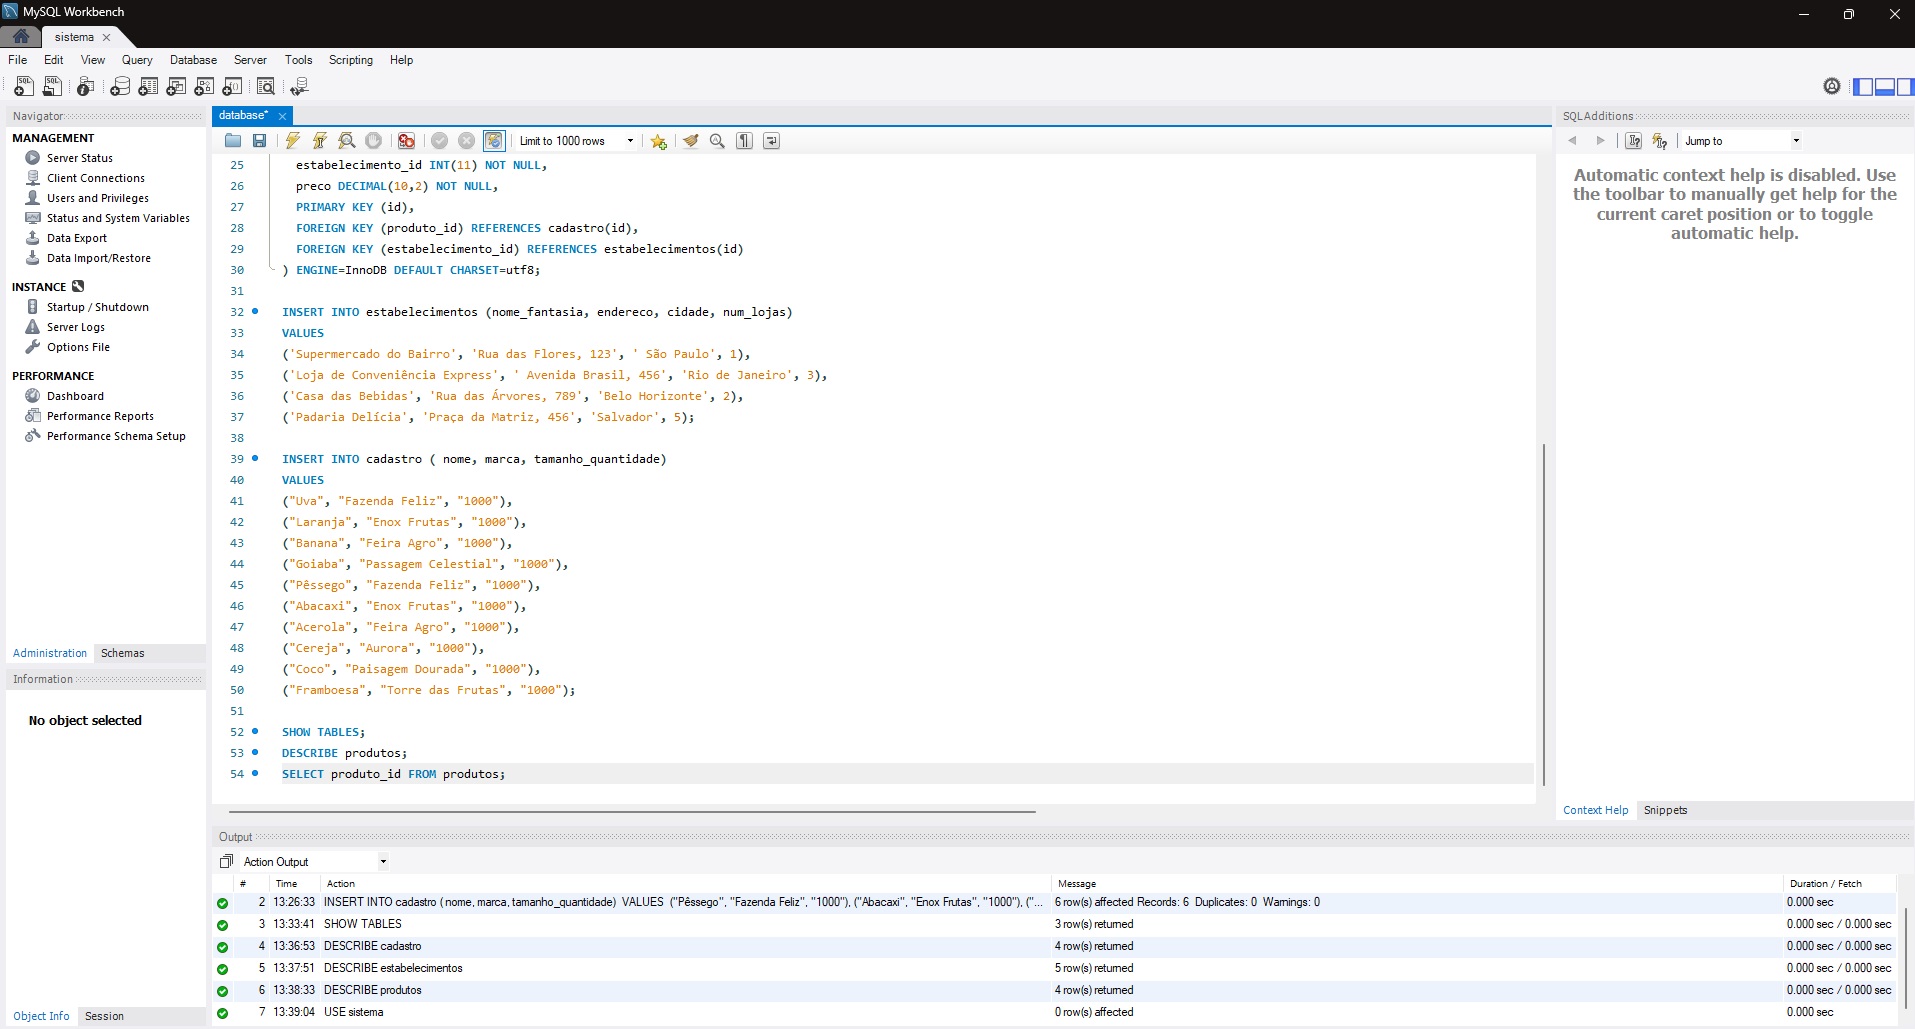 MySQL Workbench
sistema
File Edit View Query Database Server Tools Scripting Help
Navigator
MANAGEMENT
Server Status
Client Connections
Users and Privileges
Status and System Variables
Data Export
Data Import/Restore
INSTANCE
Startup / Shutdown
Server Logs
Options File
PERFORMANCE
Dashboard
Performance Reports
Performance Schema Setup
Administration Schemas
Information
No object selected
Object Info Session
database*
Limit to 1000 rows
25 estabelecimento_id INT(11) NOT NULL,
26 preco DECIMAL(10,2) NOT NULL,
27 PRIMARY KEY (id),
28 FOREIGN KEY (produto_id) REFERENCES cadastro(id),
29 FOREIGN KEY (estabelecimento_id) REFERENCES estabelecimentos(id)
30 ) ENGINE=InnoDB DEFAULT CHARSET=utf8;
31
32 INSERT INTO estabelecimentos (nome_fantasia, endereco, cidade, num_lojas)
33 VALUES
34 ('Supermercado do Bairro', 'Rua das Flores, 123', ' São Paulo', 1),
35 ('Loja de Conveniência Express', ' Avenida Brasil, 456', 'Rio de Janeiro', 3),
36 ('Casa das Bebidas', 'Rua das Árvores, 789', 'Belo Horizonte', 2),
37 ('Padaria Delícia', 'Praça da Matriz, 456', 'Salvador', 5);
38
39 INSERT INTO cadastro ( nome, marca, tamanho_quantidade)
40 VALUES
41 ("Uva", "Fazenda Feliz", "1000"),
42 ("Laranja", "Enox Frutas", "1000"),
43 ("Banana", "Feira Agro", "1000"),
44 ("Goiaba", "Passagem Celestial", "1000"),
45 ("Pêssego", "Fazenda Feliz", "1000"),
46 ("Abacaxi", "Enox Frutas", "1000"),
47 ("Acerola", "Feira Agro", "1000"),
48 ("Cereja", "Aurora", "1000"),
49 ("Coco", "Paisagem Dourada", "1000"),
50 ("Framboesa", "Torre das Frutas", "1000");
51
52 SHOW TABLES;
53 DESCRIBE produtos;
54 SELECT produto_id FROM produtos;
SQLAdditions
Jump to
Automatic context help is disabled. Use
the toolbar to manually get help for the
current caret position or to toggle
automatic help.
Context Help Snippets
Output
Action Output
# Time Action Message Duration / Fetch
2 13:26:33 INSERT INTO cadastro ( nome, marca, tamanho_quantidade) VALUES ("Pêssego", "Fazenda Feliz", "1000"), ("Abacaxi", "Enox Frutas", "1000"), ("... 6 row(s) affected Records: 6 Duplicates: 0 Warnings: 0 0.000 sec
3 13:33:41 SHOW TABLES 3 row(s) returned 0.000 sec / 0.000 sec
4 13:36:53 DESCRIBE cadastro 4 row(s) returned 0.000 sec / 0.000 sec
5 13:37:51 DESCRIBE estabelecimentos 5 row(s) returned 0.000 sec / 0.000 sec
6 13:38:33 DESCRIBE produtos 4 row(s) returned 0.000 sec / 0.000 sec
7 13:39:04 USE sistema 0 row(s) affected 0.000 sec